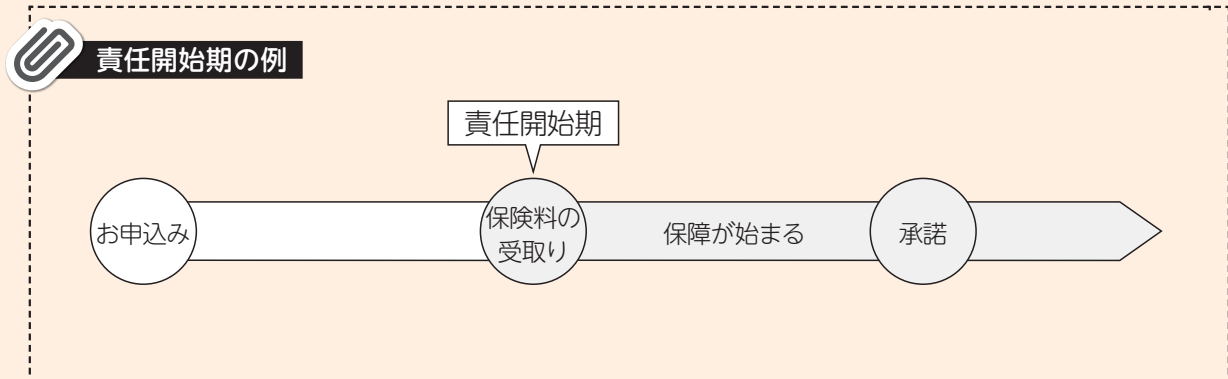 責任開始期の例
責任開始期
お申込み
保険料の
受取り
保障が始まる
承諾